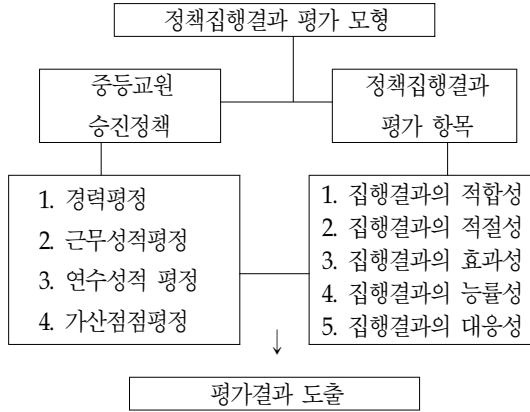 정책집행결과 평가 모형
중등교원
승진정책
정책집행결과
평가 항목
1. 경력평정
2. 근무성적평정
3. 연수성적 평정
4. 가산점점평정
1. 집행결과의 적합성
2. 집행결과의 적절성
3. 집행결과의 효과성
4. 집행결과의 능률성
5. 집행결과의 대응성
평가결과 도출